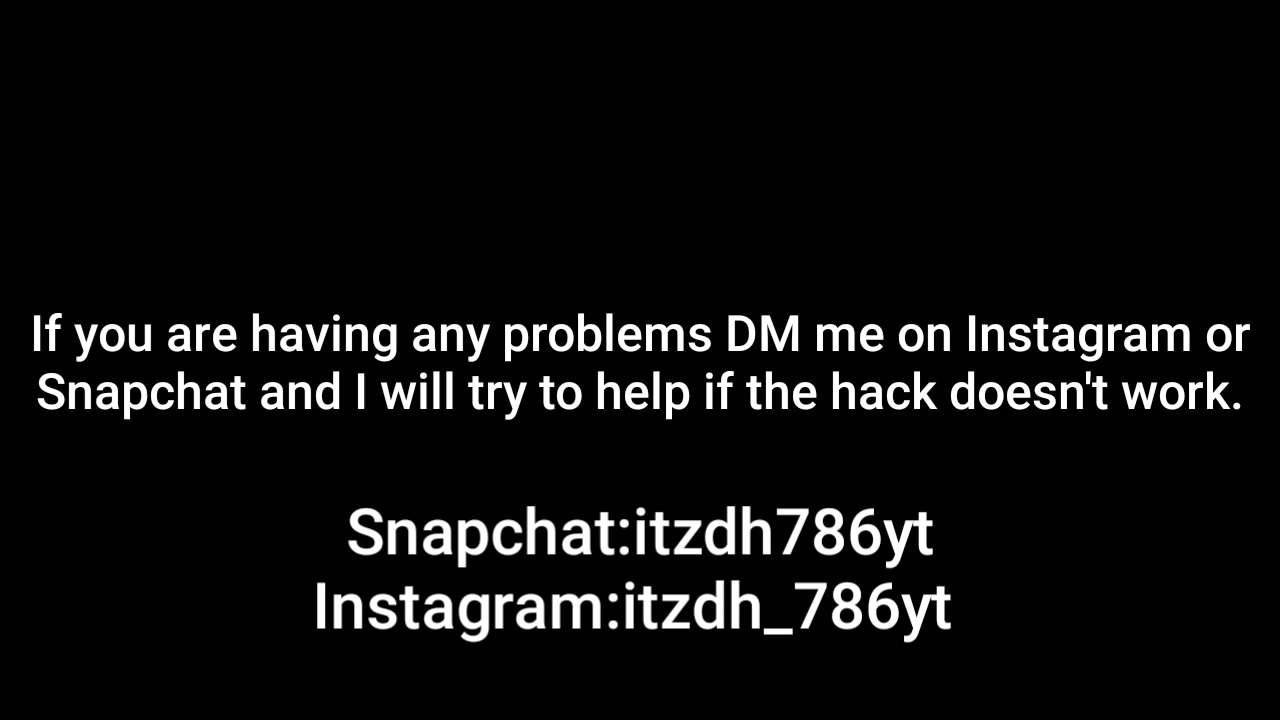 If you are having any problems DM me on Instagram or
Snapchat and I will try to help if the hack doesn't work.
Snapchat:itzdh786yt
Instagram:itzdh_786yt